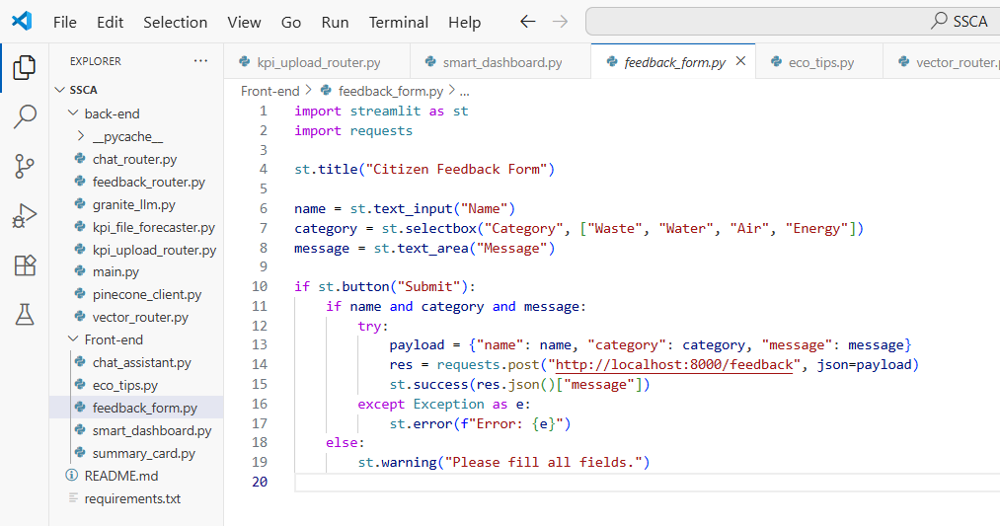 File Edit Selection View Go Run Terminal Help
SSCA
EXPLORER
SSCA
back-end
__pycache__
chat_router.py
feedback_router.py
granite_llm.py
kpi_file_forecaster.py
kpi_upload_router.py
main.py
pinecone_client.py
vector_router.py
Front-end
chat_assistant.py
eco_tips.py
feedback_form.py
smart_dashboard.py
summary_card.py
README.md
requirements.txt
kpi_upload_router.py smart_dashboard.py feedback_form.py eco_tips.py vector_router.
Front-end > feedback_form.py > ...
1 import streamlit as st
2 import requests
3
4 st.title("Citizen Feedback Form")
5
6 name = st.text_input("Name")
7 category = st.selectbox("Category", ["Waste", "Water", "Air", "Energy"])
8 message = st.text_area("Message")
9
10 if st.button("Submit"):
11     if name and category and message:
12         try:
13             payload = {"name": name, "category": category, "message": message}
14             res = requests.post("http://localhost:8000/feedback", json=payload)
15             st.success(res.json()["message"])
16         except Exception as e:
17             st.error(f"Error: {e}")
18     else:
19         st.warning("Please fill all fields.")
20